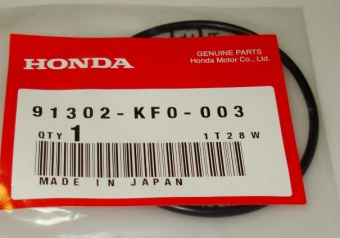 GENUINE PARTS
HONDA Honda Motor Co., Ltd.
91302-KF0-003
QTY 1 1T28W
MADE IN JAPAN